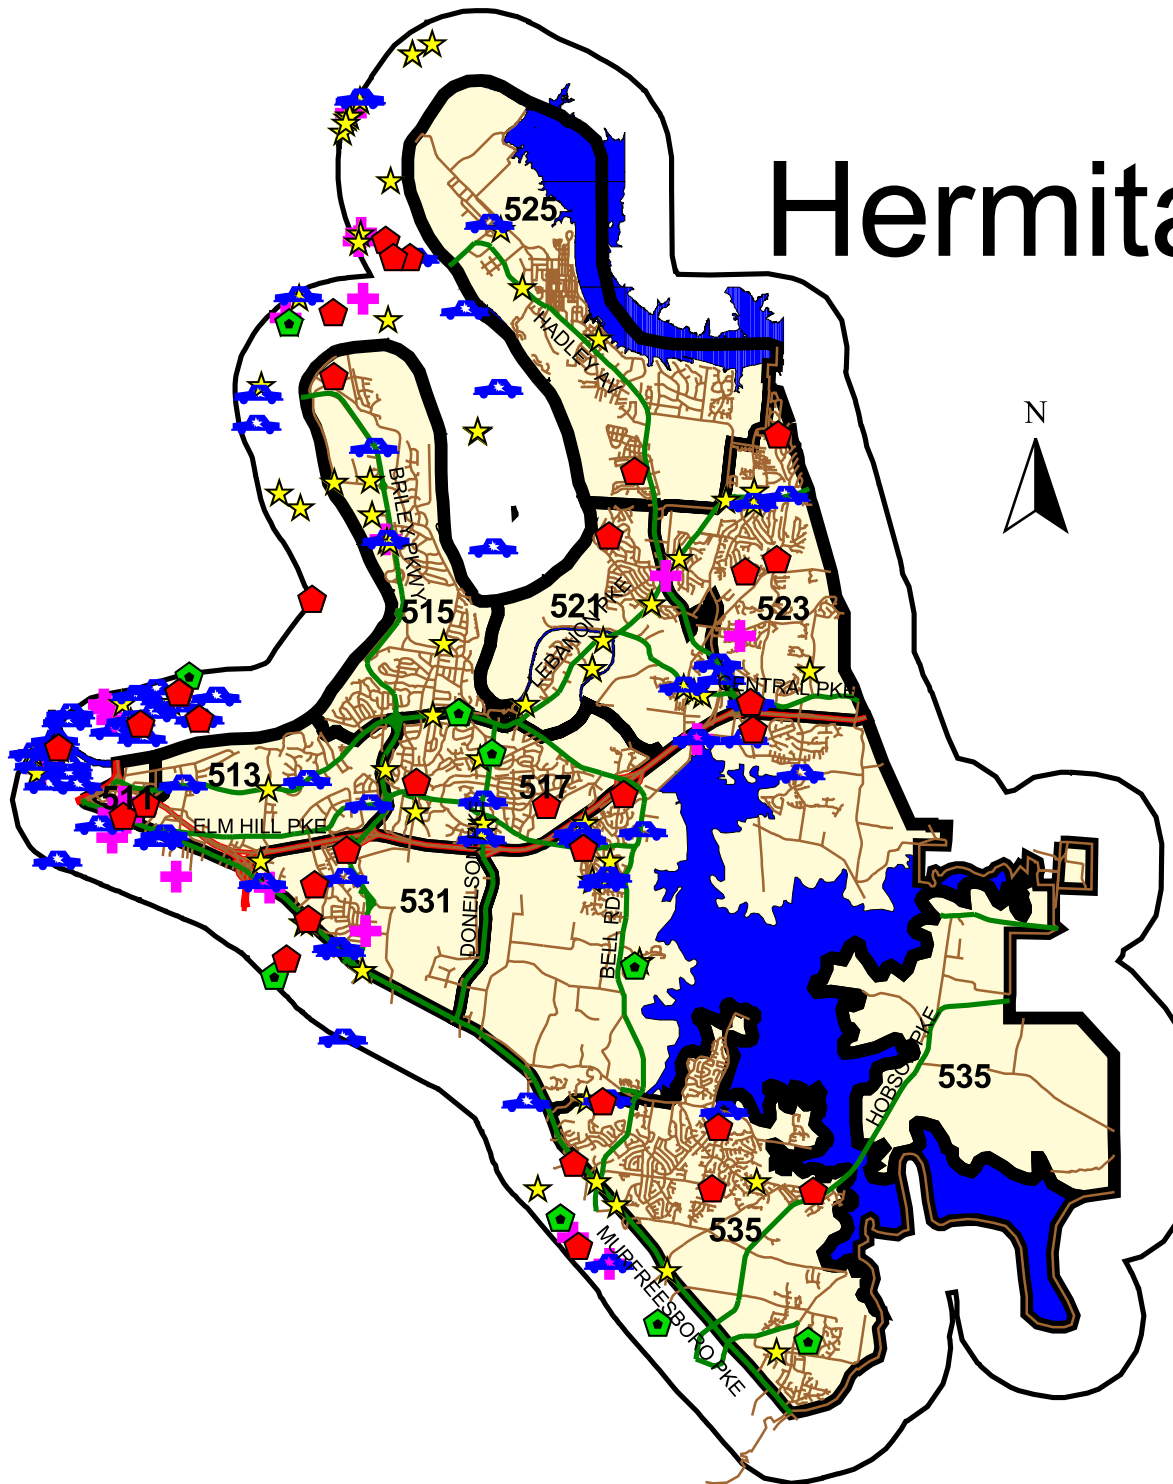 Hermita
525
HADLEY AV
N
BRILEY PKWY
515
521
LEBANON PKE
523
CENTRAL PKE
513
517
511
ELM HILL PKE
531
DONELSON PKE
BELL RD
HOBSON PKE
535
535
MURFREESBORO PKE